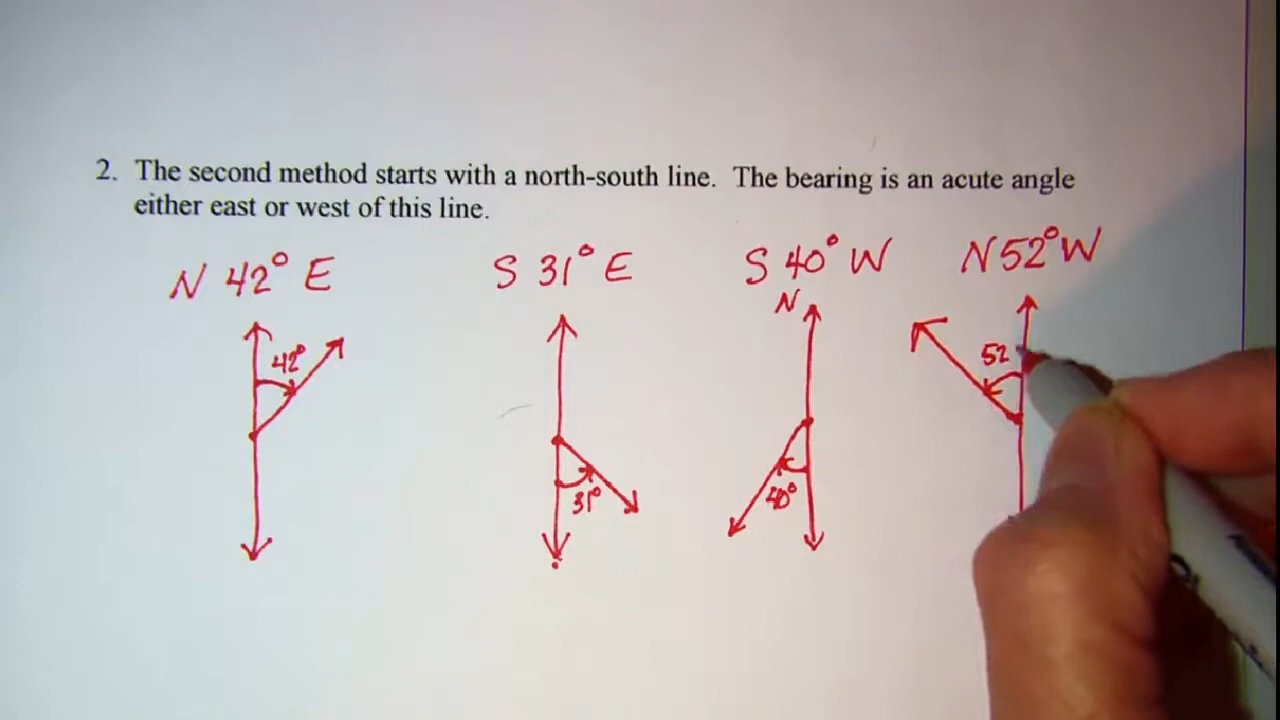 2. The second method starts with a north-south line. The bearing is an acute angle
either east or west of this line.
N 42° E
S 31° E
S 40° W
N 52° W
N
42°
31°
40°
52